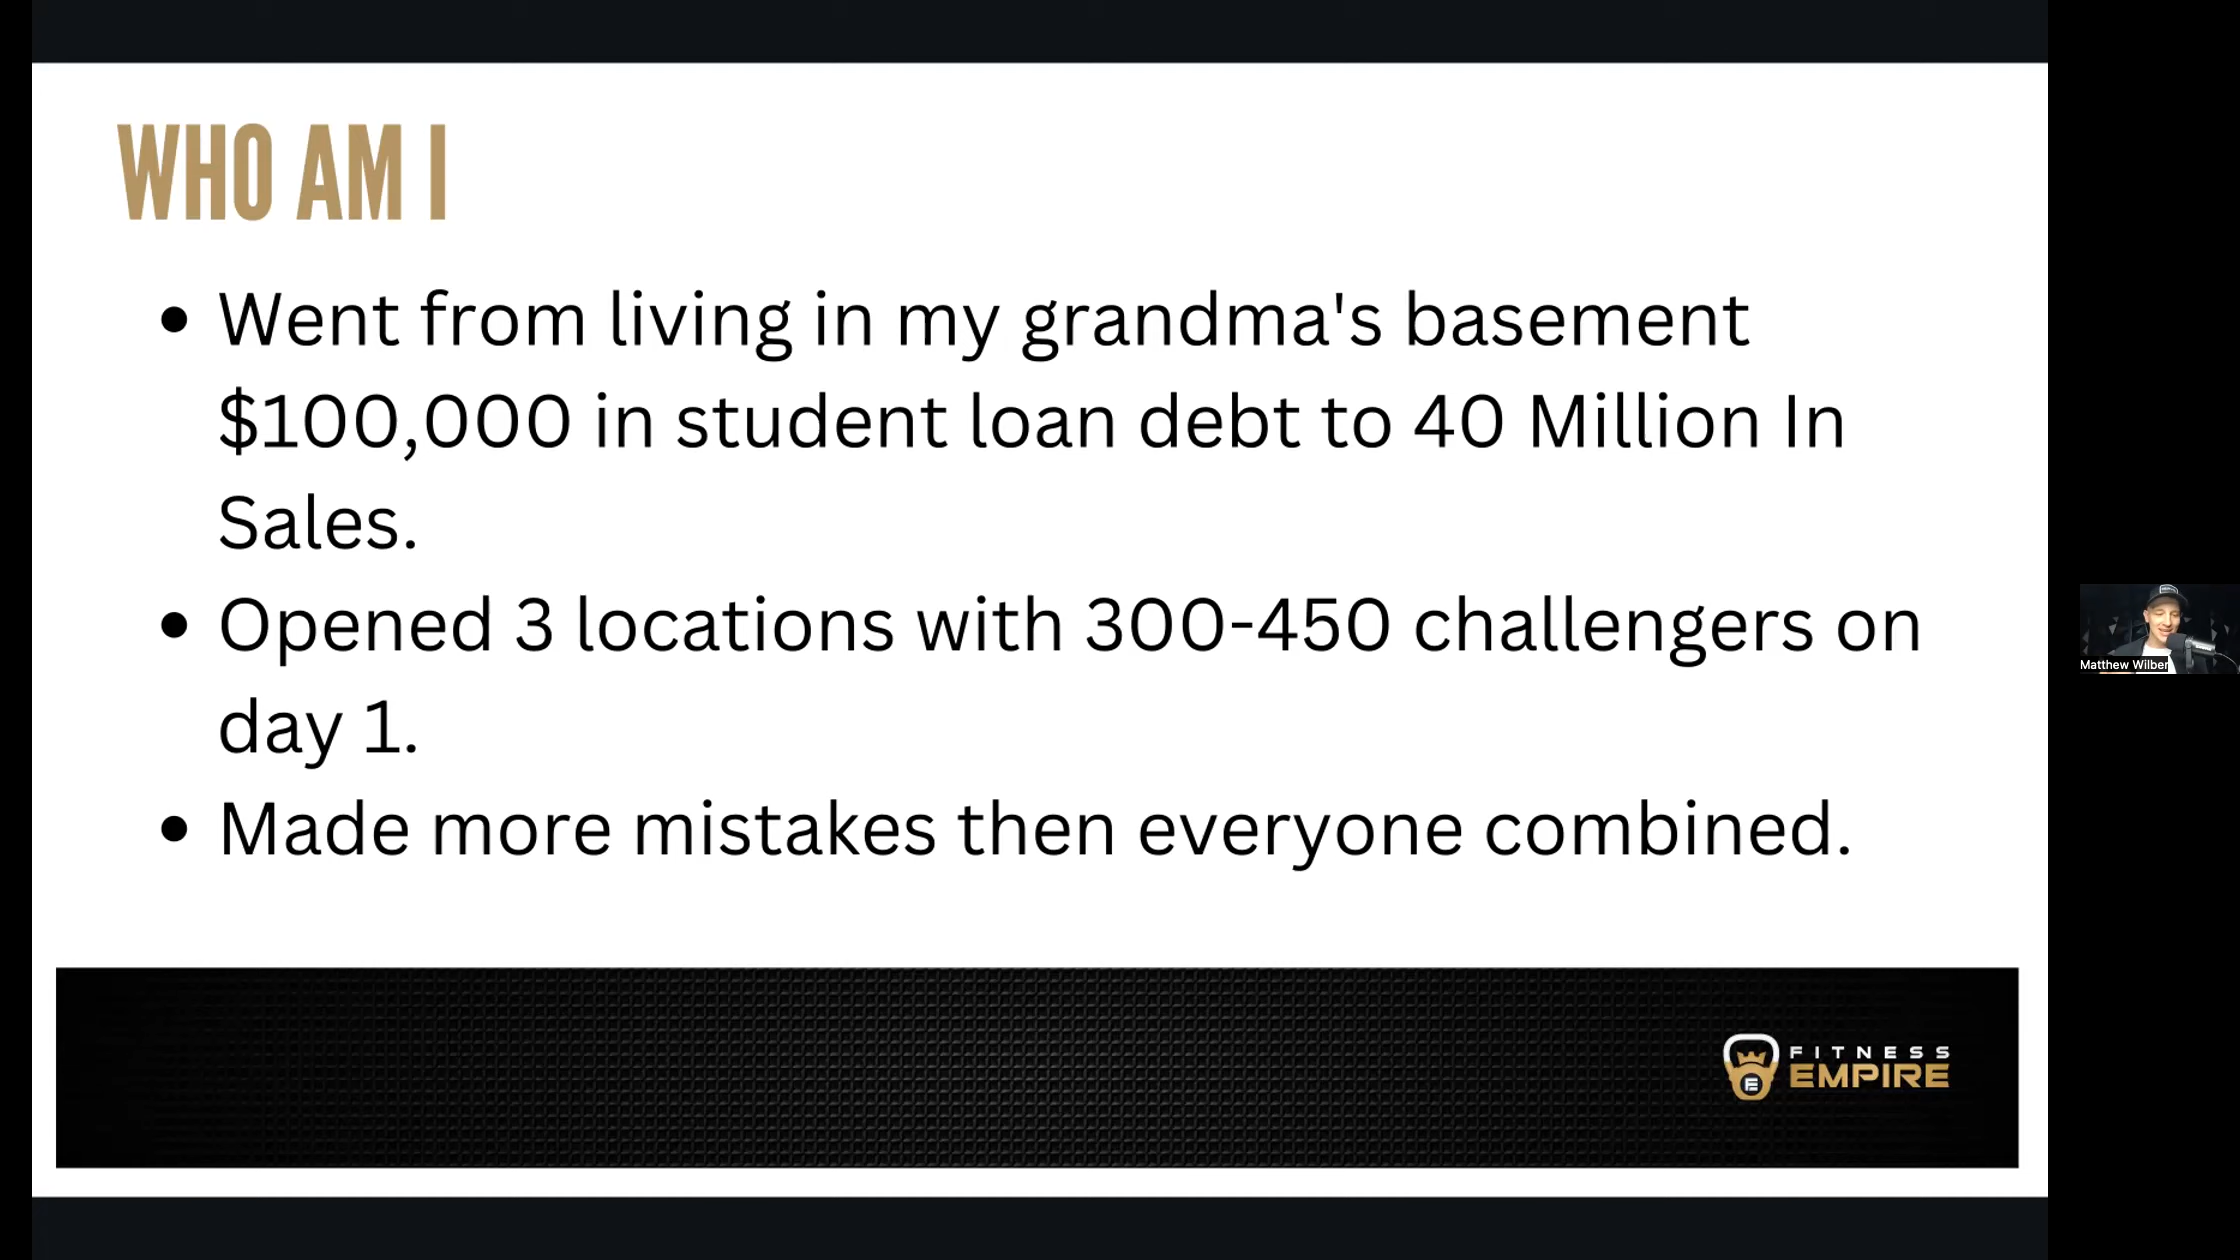 WHO AM I
• Went from living in my grandma's basement
$100,000 in student loan debt to 40 Million In
Sales.
• Opened 3 locations with 300-450 challengers on
day 1.
• Made more mistakes then everyone combined.
Matthew Wilber
FITNESS
EMPIRE